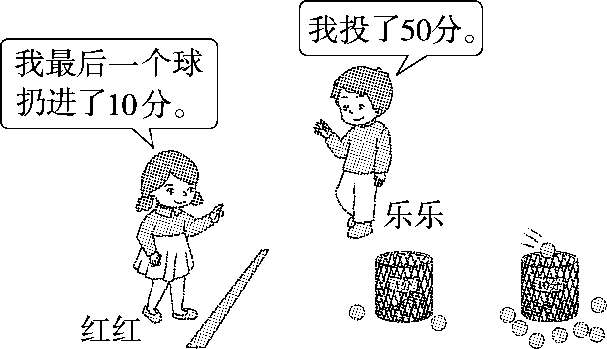 我最后一个球
扔进了10分。
我投了50分。
乐乐
红红